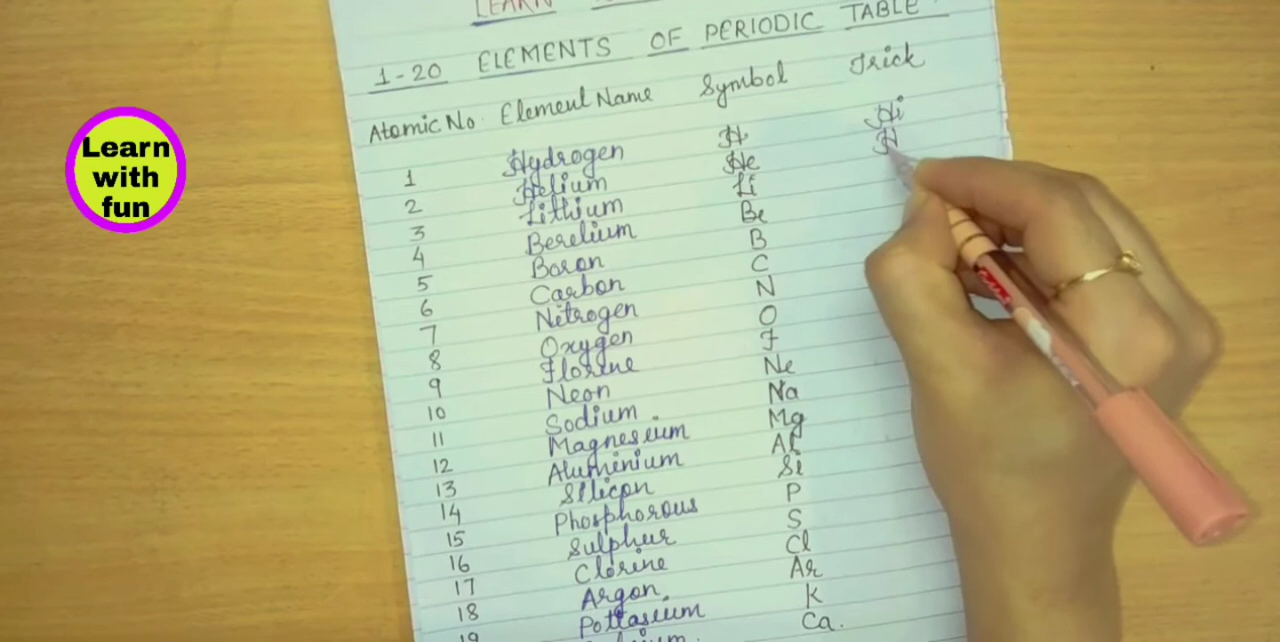 LEARN
1-20 ELEMENTS OF PERIODIC TABLE
Atomic No. Element Name Symbol Trick
Hi
1 Hydrogen H H
2 Helium He
3 Lithium Li
4 Berelium Be
5 Boron B
6 Carbon C
7 Nitrogen N
8 Oxygen O
9 Florine F
10 Neon Ne
11 Sodium Na
12 Magnesium Mg
13 Aluminium Al
14 Silicon Si
15 Phosphorous P
16 Sulphur S
17 Clorine Cl
18 Argon Ar
19 Pottasium K
Ca.
Learn
with
fun